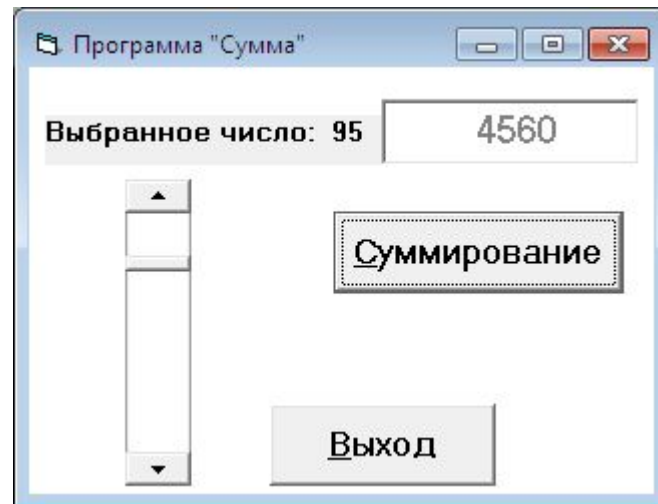 Программа "Сумма"
Выбранное число: 95
4560
Суммирование
Выход